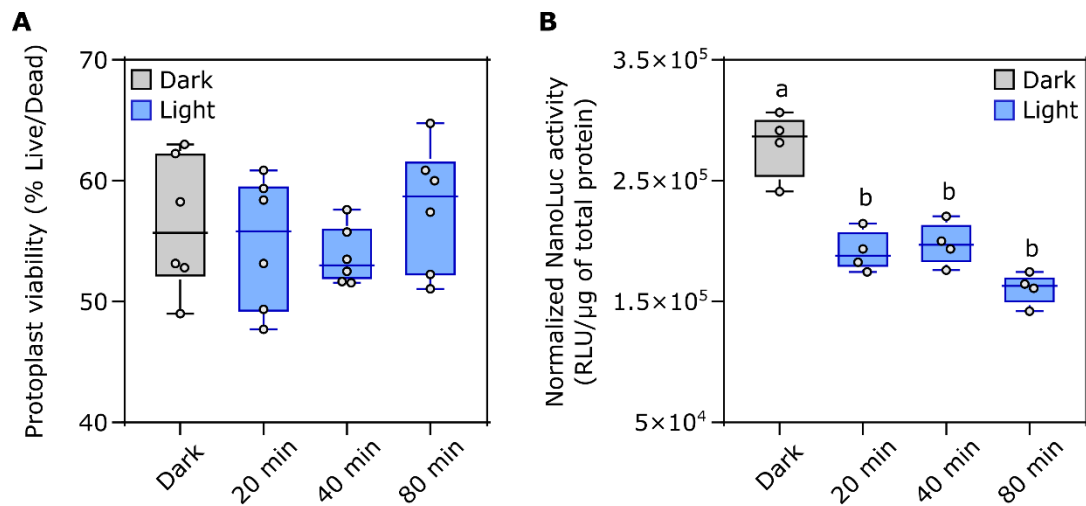 A
Protoplast viability (% Live/Dead)
70
60
50
40
Dark
Light
Dark
20 min
40 min
80 min
B
Normalized NanoLuc activity
(RLU/µg of total protein)
3.5×10⁵
2.5×10⁵
1.5×10⁵
5×10⁴
Dark
Light
a
b
b
b
Dark
20 min
40 min
80 min